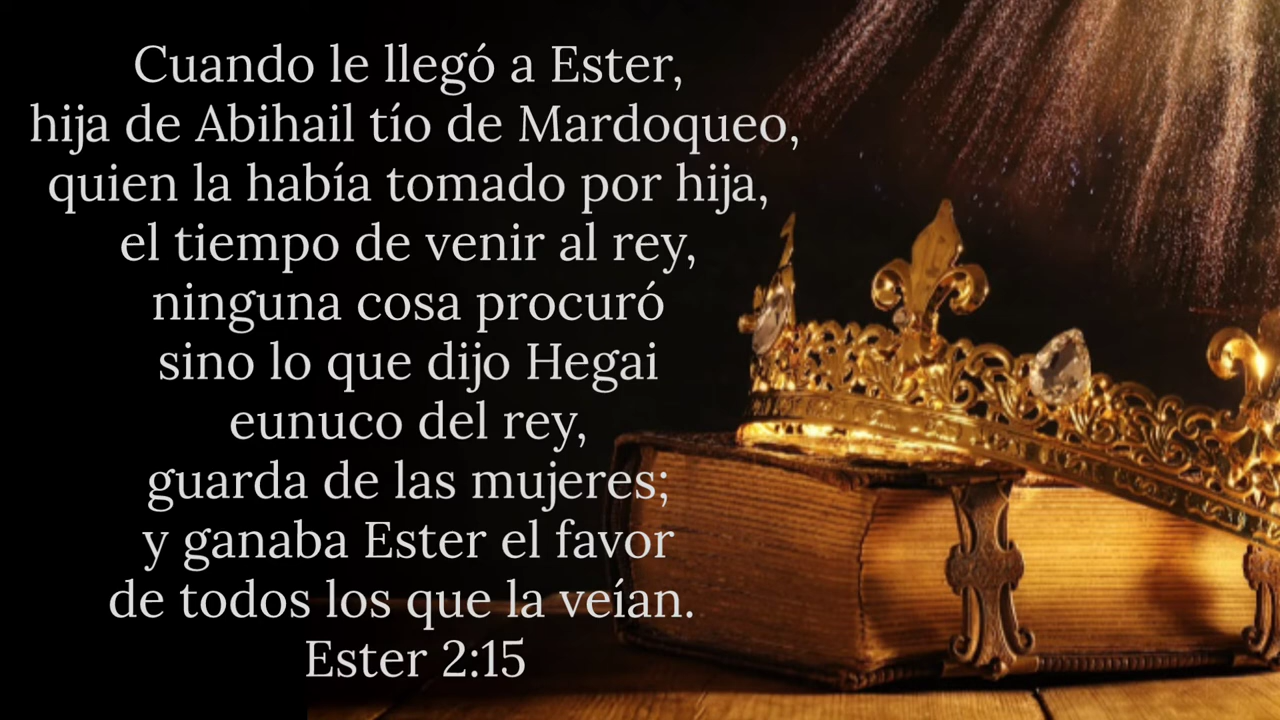 Cuando le llegó a Ester,
hija de Abihail tío de Mardoqueo,
quien la había tomado por hija,
el tiempo de venir al rey,
ninguna cosa procuró
sino lo que dijo Hegai
eunuco del rey,
guarda de las mujeres;
y ganaba Ester el favor
de todos los que la veían.
Ester 2:15